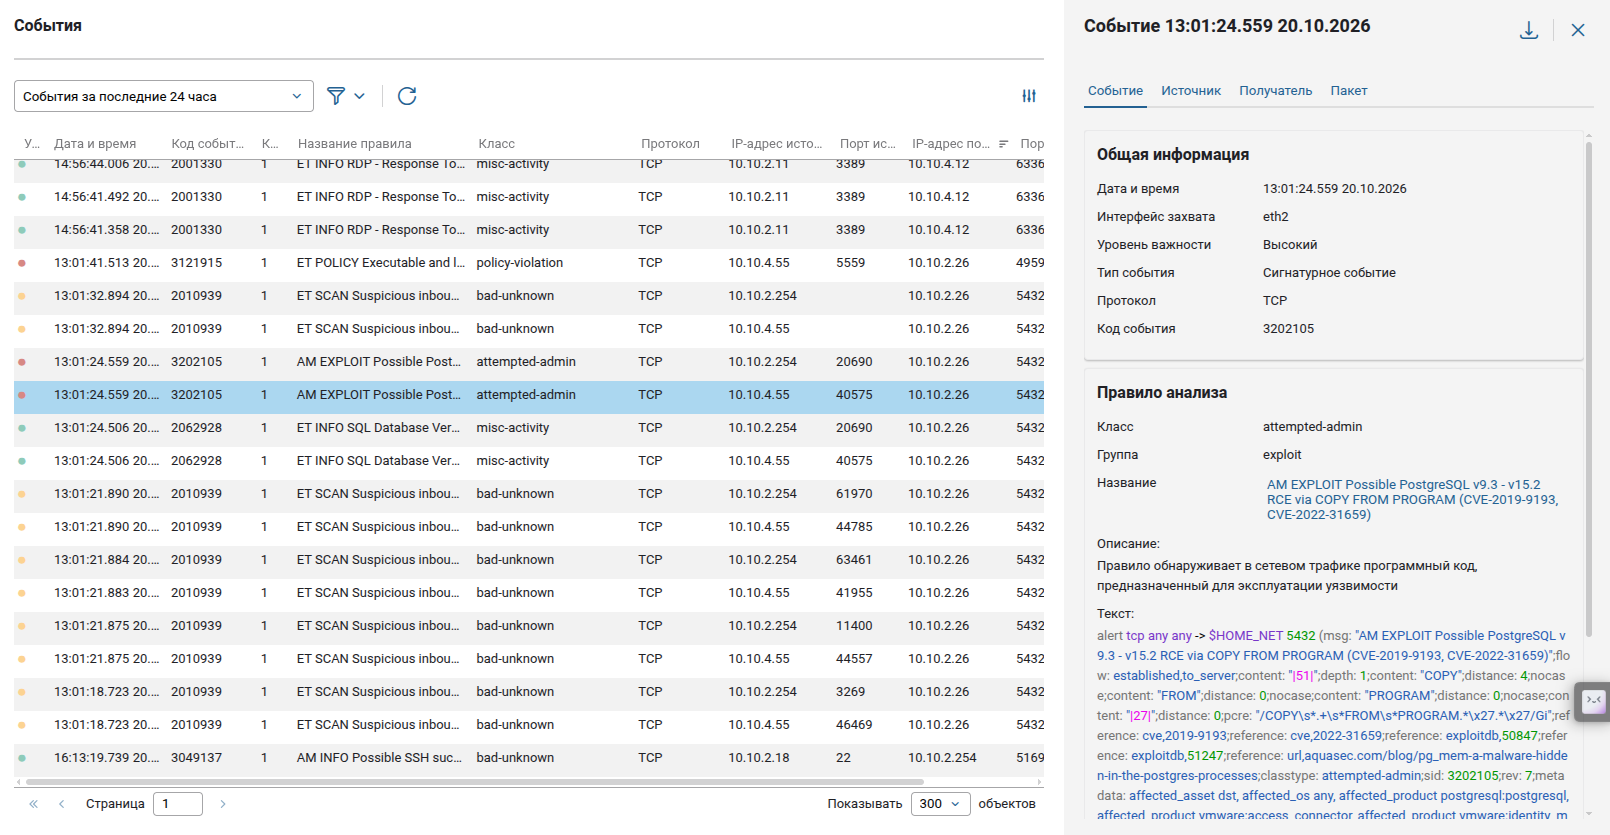 События
События за последние 24 часа
У... Дата и время Код событ... К... Название правила Класс Протокол IP-адрес исто... Порт ис... IP-адрес по... Пор
14:56:44.006 20.... 2001330 1 ET INFO RDP - Response To... misc-activity TCP 10.10.2.11 3389 10.10.4.12 6336
14:56:41.492 20.... 2001330 1 ET INFO RDP - Response To... misc-activity TCP 10.10.2.11 3389 10.10.4.12 6336
14:56:41.358 20.... 2001330 1 ET INFO RDP - Response To... misc-activity TCP 10.10.2.11 3389 10.10.4.12 6336
13:01:41.513 20.... 3121915 1 ET POLICY Executable and l... policy-violation TCP 10.10.4.55 5559 10.10.2.26 4959
13:01:32.894 20.... 2010939 1 ET SCAN Suspicious inbou... bad-unknown TCP 10.10.2.254 10.10.2.26 5432
13:01:32.894 20.... 2010939 1 ET SCAN Suspicious inbou... bad-unknown TCP 10.10.4.55 10.10.2.26 5432
13:01:24.559 20.... 3202105 1 AM EXPLOIT Possible Post... attempted-admin TCP 10.10.2.254 20690 10.10.2.26 5432
13:01:24.559 20.... 3202105 1 AM EXPLOIT Possible Post... attempted-admin TCP 10.10.4.55 40575 10.10.2.26 5432
13:01:24.506 20.... 2062928 1 ET INFO SQL Database Ver... misc-activity TCP 10.10.2.254 20690 10.10.2.26 5432
13:01:24.506 20.... 2062928 1 ET INFO SQL Database Ver... misc-activity TCP 10.10.4.55 40575 10.10.2.26 5432
13:01:21.890 20.... 2010939 1 ET SCAN Suspicious inbou... bad-unknown TCP 10.10.2.254 61970 10.10.2.26 5432
13:01:21.890 20.... 2010939 1 ET SCAN Suspicious inbou... bad-unknown TCP 10.10.4.55 44785 10.10.2.26 5432
13:01:21.884 20.... 2010939 1 ET SCAN Suspicious inbou... bad-unknown TCP 10.10.2.254 63461 10.10.2.26 5432
13:01:21.883 20.... 2010939 1 ET SCAN Suspicious inbou... bad-unknown TCP 10.10.4.55 41955 10.10.2.26 5432
13:01:21.875 20.... 2010939 1 ET SCAN Suspicious inbou... bad-unknown TCP 10.10.2.254 11400 10.10.2.26 5432
13:01:21.875 20.... 2010939 1 ET SCAN Suspicious inbou... bad-unknown TCP 10.10.4.55 44557 10.10.2.26 5432
13:01:18.723 20.... 2010939 1 ET SCAN Suspicious inbou... bad-unknown TCP 10.10.2.254 3269 10.10.2.26 5432
13:01:18.723 20.... 2010939 1 ET SCAN Suspicious inbou... bad-unknown TCP 10.10.4.55 46469 10.10.2.26 5432
16:13:19.739 20.... 3049137 1 AM INFO Possible SSH suc... bad-unknown TCP 10.10.2.18 22 10.10.2.254 5169
Страница 1 Показывать 300 объектов
Событие 13:01:24.559 20.10.2026
Событие Источник Получатель Пакет
Общая информация
Дата и время 13:01:24.559 20.10.2026
Интерфейс захвата eth2
Уровень важности Высокий
Тип события Сигнатурное событие
Протокол TCP
Код события 3202105
Правило анализа
Класс attempted-admin
Группа exploit
Название AM EXPLOIT Possible PostgreSQL v9.3 - v15.2
RCE via COPY FROM PROGRAM (CVE-2019-9193,
CVE-2022-31659)
Описание:
Правило обнаруживает в сетевом трафике программный код,
предназначенный для эксплуатации уязвимости
Текст:
alert tcp any any -> $HOME_NET 5432 (msg: "AM EXPLOIT Possible PostgreSQL v
9.3 - v15.2 RCE via COPY FROM PROGRAM (CVE-2019-9193, CVE-2022-31659)";flo
w: established,to_server;content: "|51|";depth: 1;content: "COPY";distance: 4;nocas
e;content: "FROM";distance: 0;nocase;content: "PROGRAM";distance: 0;nocase;con
tent: "|27|";distance: 0;pcre: "/COPY\s*.+\s*FROM\s*PROGRAM.*\x27.*\x27/Gi";ref
erence: cve,2019-9193;reference: cve,2022-31659;reference: exploitdb,50847;refer
ence: exploitdb,51247;reference: url,aquasec.com/blog/pg_mem-a-malware-hidde
n-in-the-postgres-processes;classtype: attempted-admin;sid: 3202105;rev: 7;meta
data: affected_asset dst, affected_os any, affected_product postgresql:postgresql,
affected_product vmware:access_connector, affected_product vmware:identity_m